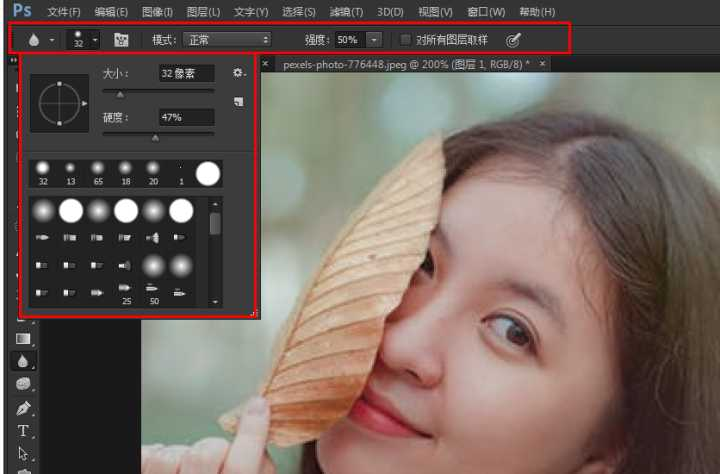 Ps 文件(F) 编辑(E) 图像(I) 图层(L) 文字(Y) 选择(S) 滤镜(T) 3D(D) 视图(V) 窗口(W) 帮助(H)
32 模式： 正常 强度： 50% 对所有图层取样
× pexels-photo-776448.jpeg @ 200% (图层 1, RGB/8) * ×
大小： 32 像素
硬度： 47%
32 13 65 18 20 1
25 50
T